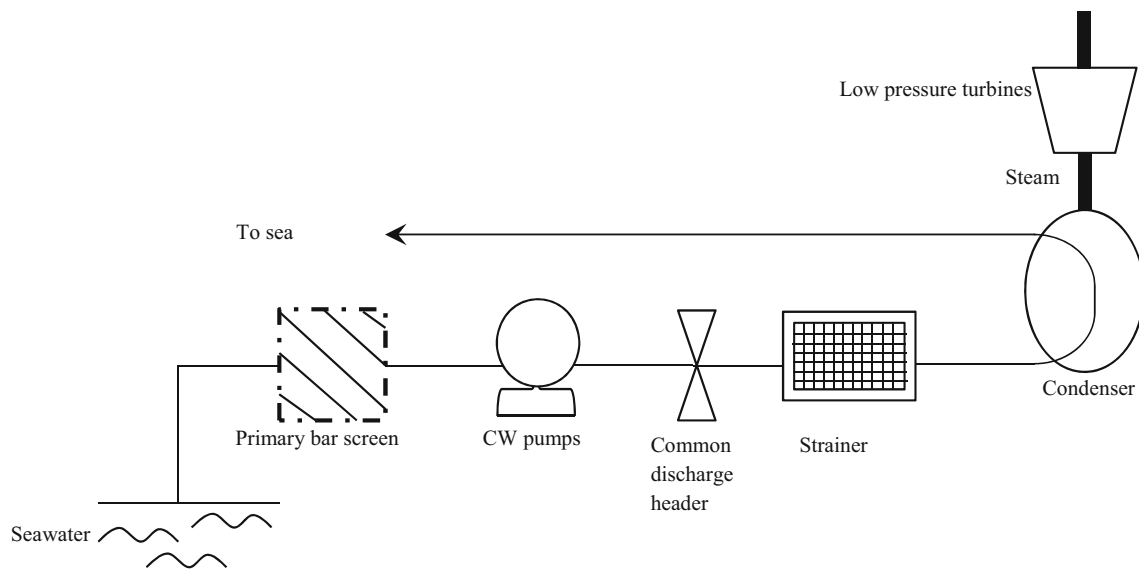 Low pressure turbines
Steam
To sea
Condenser
Primary bar screen
CW pumps
Common
discharge
header
Strainer
Seawater